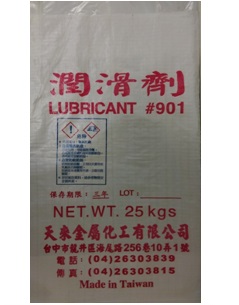 潤滑劑
LUBRICANT #901
保存期限：三年 LOT：
NET.WT. 25 kgs
天來金屬化工有限公司
台中市龍井區海尾路256巷10弄1號
電話：(04)26303839
傳真：(04)26303815
Made in Taiwan